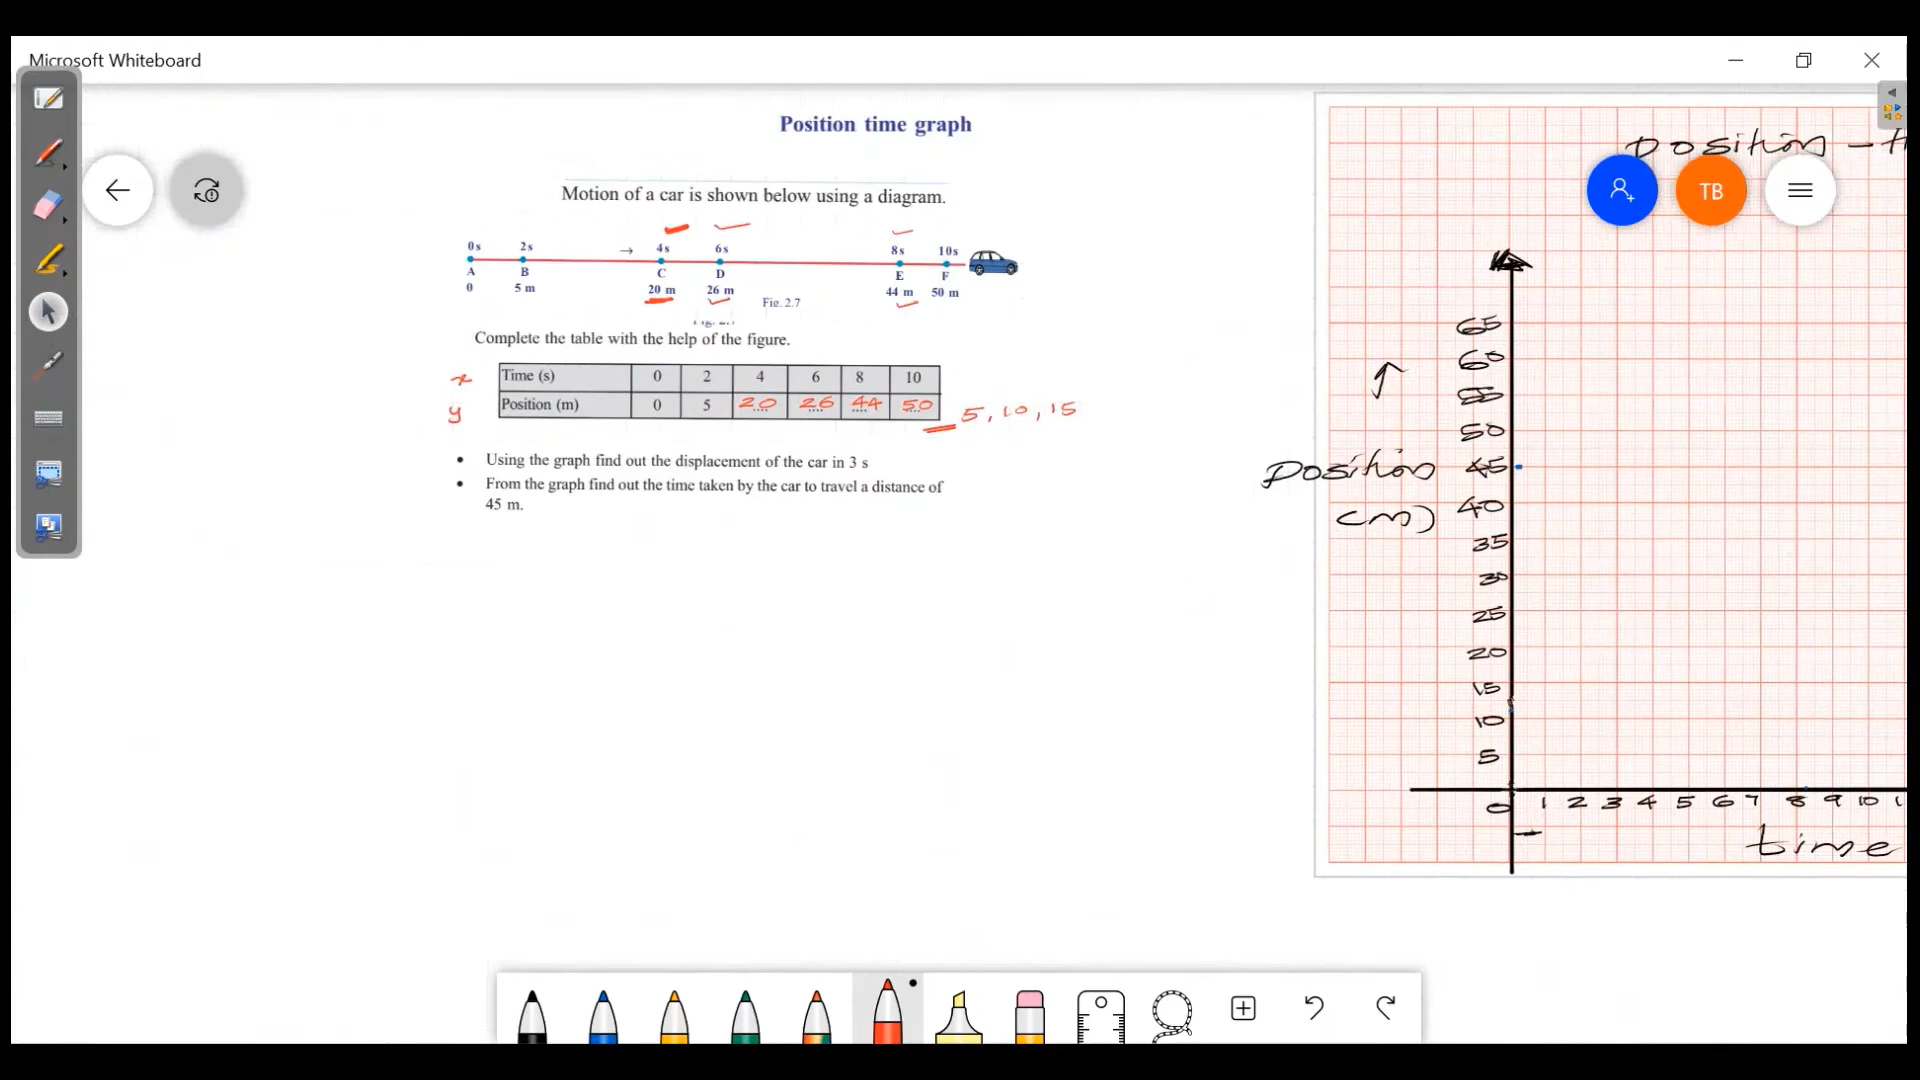 Microsoft Whiteboard
Position time graph
Motion of a car is shown below using a diagram.
0s 2s → 4s 6s 8s 10s
A B C D E F
0 5 m 20 m 26 m 44 m 50 m
Fig. 2.7
Complete the table with the help of the figure.
x Time (s) 0 2 4 6 8 10
y Position (m) 0 5 20 26 44 50 5, 10, 15
• Using the graph find out the displacement of the car in 3 s
• From the graph find out the time taken by the car to travel a distance of
45 m.
Position -
TB
65
60
55
50
Position 45
(m) 40
35
30
25
20
15
10
5
0 1 2 3 4 5 6 7 8 9 10
time